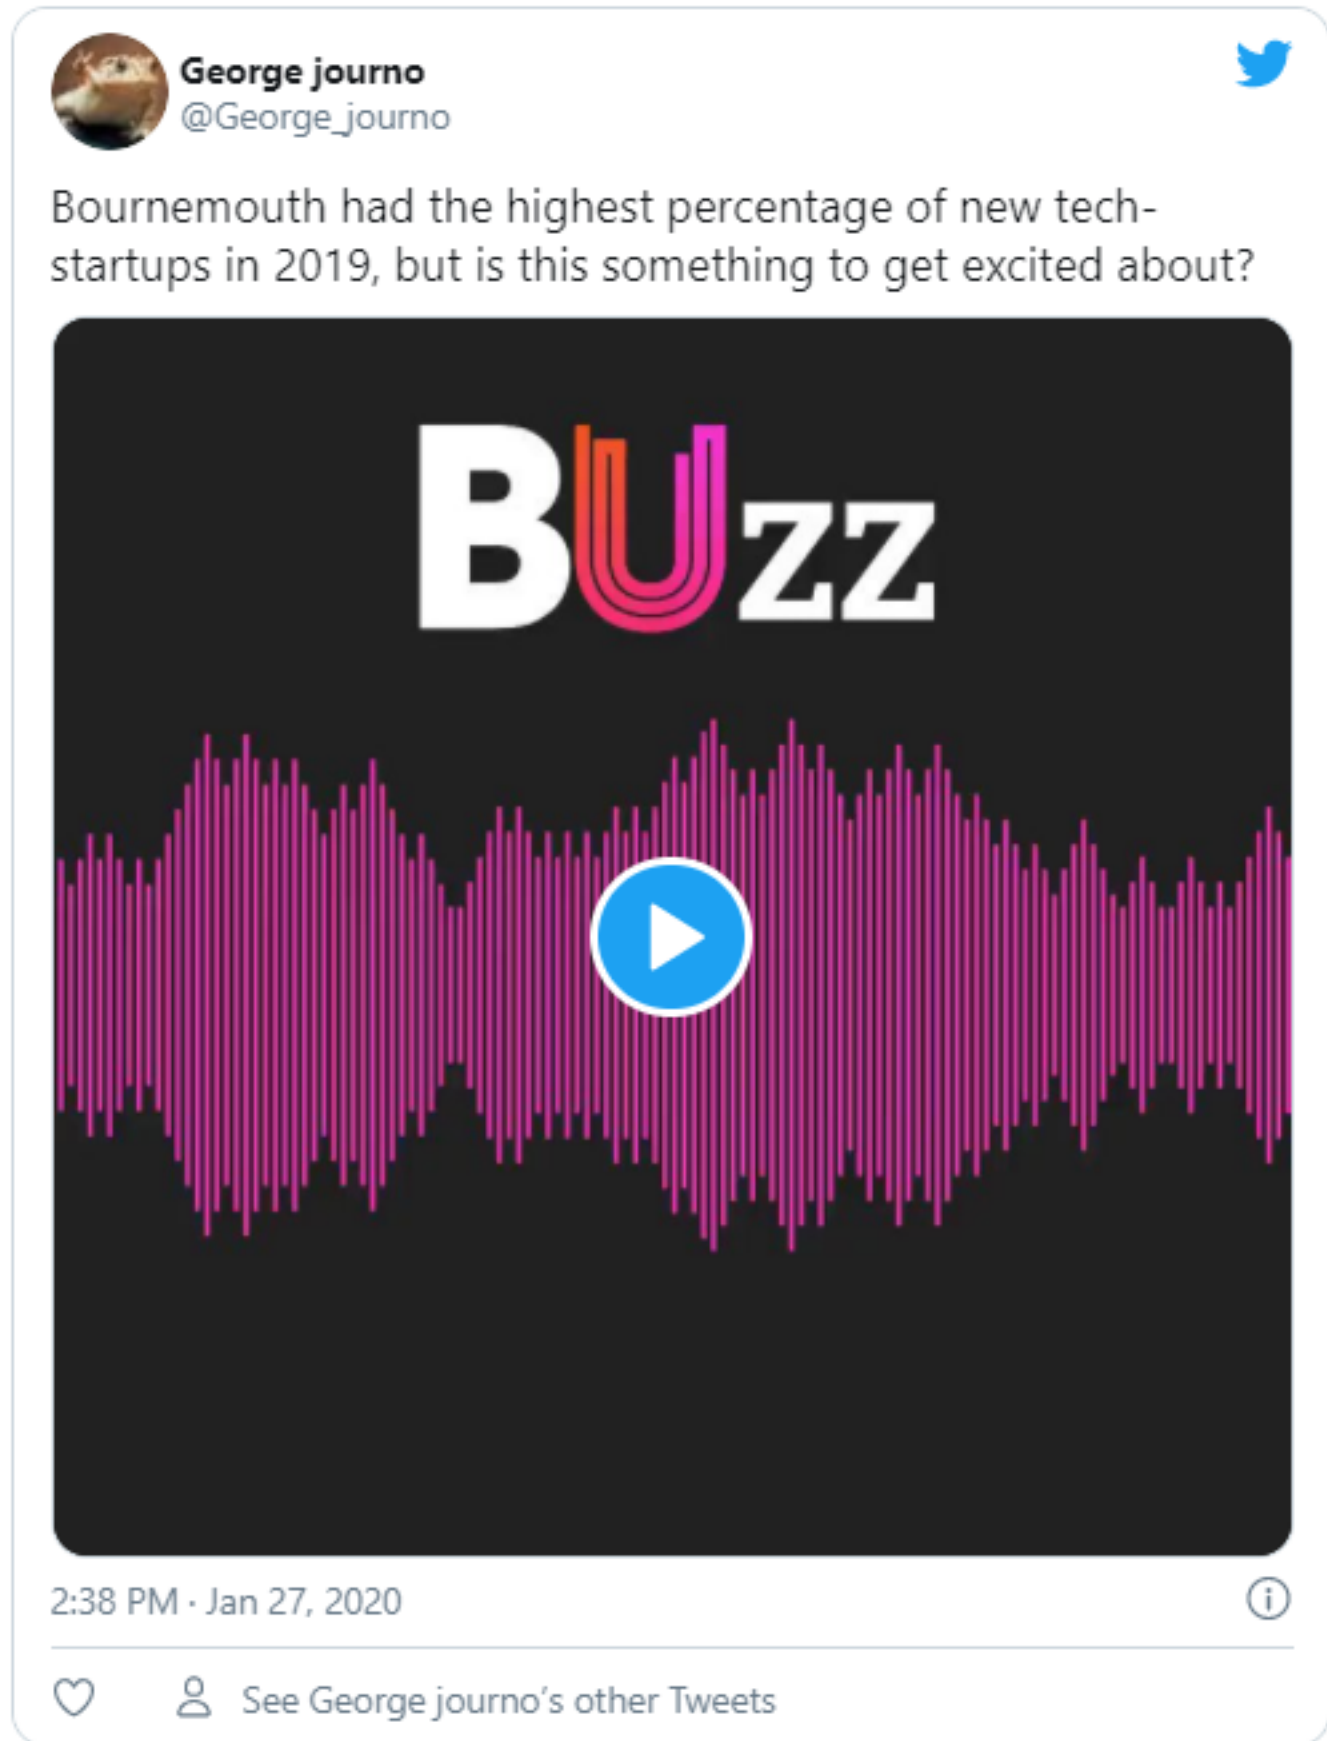 George journo
@George_journo
Bournemouth had the highest percentage of new tech-
startups in 2019, but is this something to get excited about?
BUzz
2:38 PM · Jan 27, 2020
See George journo's other Tweets